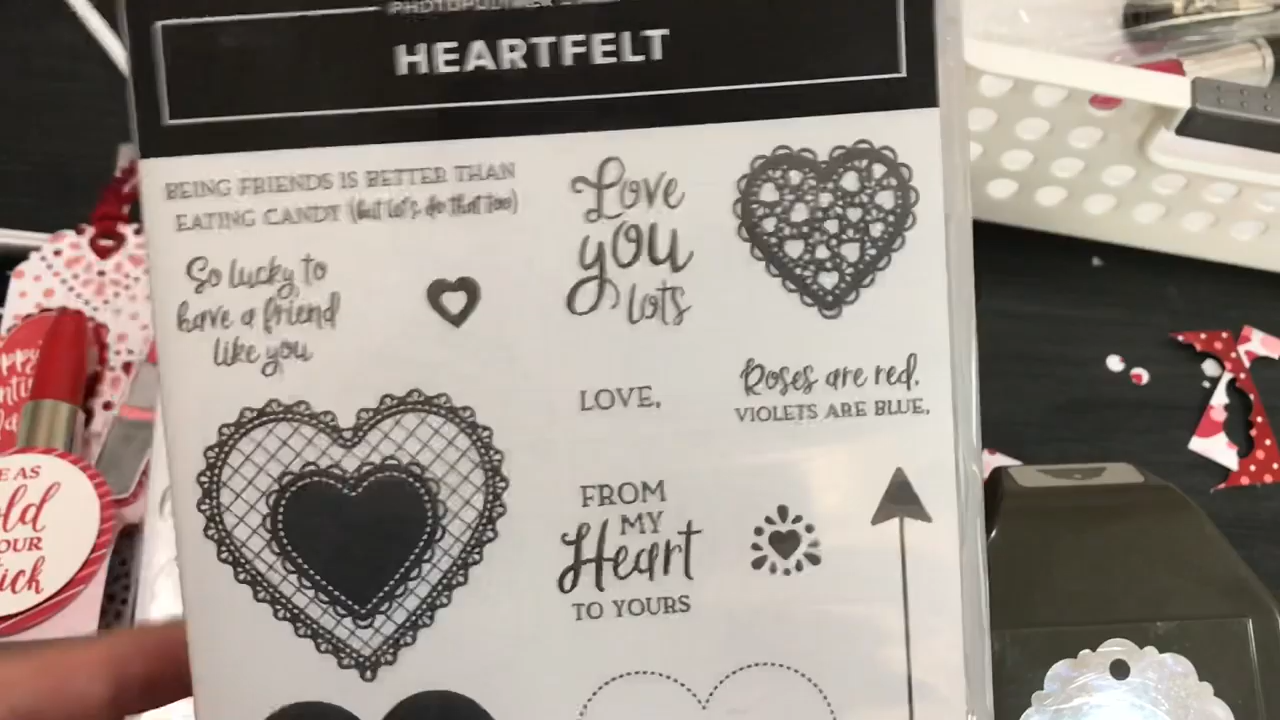 HEARTFELT
BEING FRIENDS IS BETTER THAN
EATING CANDY (but let's do that too)
So lucky to
have a friend
like you
Love
you
lots
LOVE,
Roses are red,
VIOLETS ARE BLUE,
FROM
MY
Heart
TO YOURS